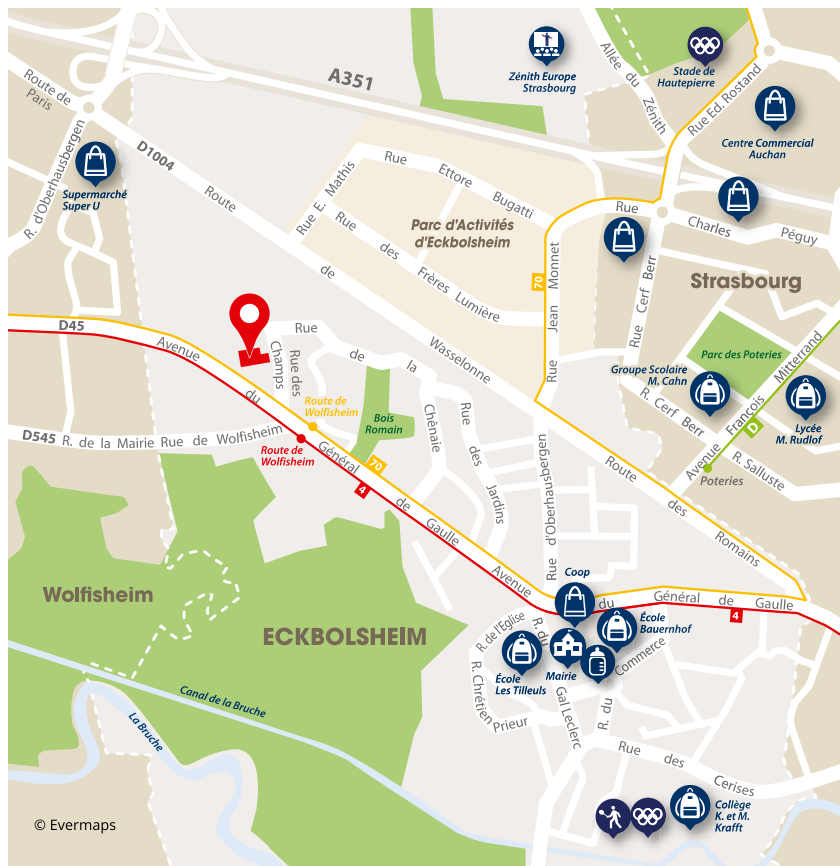 A351
Zénith Europe
Strasbourg
Allée du Zénith
Stade de
Hautepierre
Rue Ed. Rostand
Centre Commercial
Auchan
Route de
Paris
R. d'Oberhausbergen
Supermarché
Super U
D1004
Route de Wasselonne
Rue E. Mathis
Rue Ettore Bugatti
Rue des Frères Lumière
Parc d'Activités
d'Eckbolsheim
Rue Charles Péguy
70
Rue Jean Monnet
Rue Cerf Berr
Strasbourg
Parc des Poteries
Groupe Scolaire
M. Cahn
R. Cerf Berr
Avenue François Mitterrand
D
Lycée
M. Rudlof
R. Salluste
Poteries
D45
Avenue du Général de Gaulle
Rue des
Champs
Rue de la Chênaie
Route de
Wolfisheim
Bois
Romain
Rue des Jardins
D545
R. de la Mairie
Rue de Wolfisheim
Route de
Wolfisheim
70
4
Rue d'Oberhausbergen
Route des Romains
Wolfisheim
ECKBOLSHEIM
Coop
Avenue du Général de Gaulle
4
R. de l'Eglise
École
Bauernhof
École
Les Tilleuls
Mairie
R. du Gal Leclerc
R. du Commerce
R. Chrétien
Prieur
Canal de la Bruche
La Bruche
Rue des Cerises
Collège
K. et M.
Krafft
© Evermaps